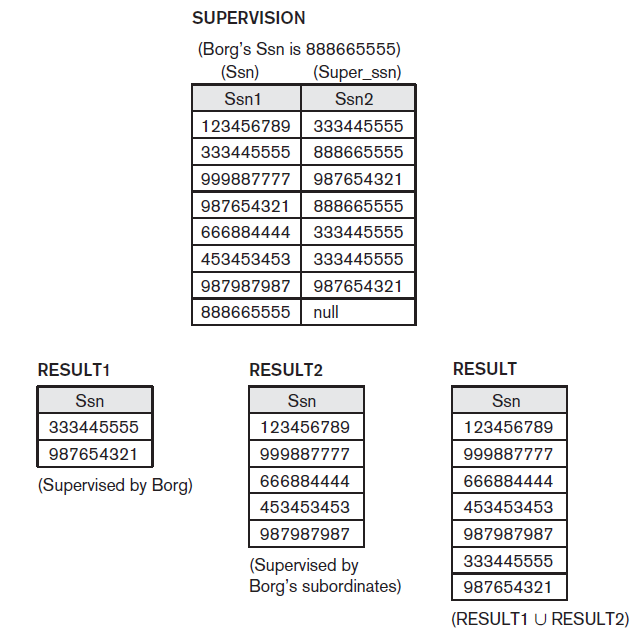 SUPERVISION
(Borg's Ssn is 888665555)
(Ssn) (Super_ssn)
Ssn1 Ssn2
123456789 333445555
333445555 888665555
999887777 987654321
987654321 888665555
666884444 333445555
453453453 333445555
987987987 987654321
888665555 null
RESULT1
Ssn
333445555
987654321
(Supervised by Borg)
RESULT2
Ssn
123456789
999887777
666884444
453453453
987987987
(Supervised by
Borg's subordinates)
RESULT
Ssn
123456789
999887777
666884444
453453453
987987987
333445555
987654321
(RESULT1 ∪ RESULT2)